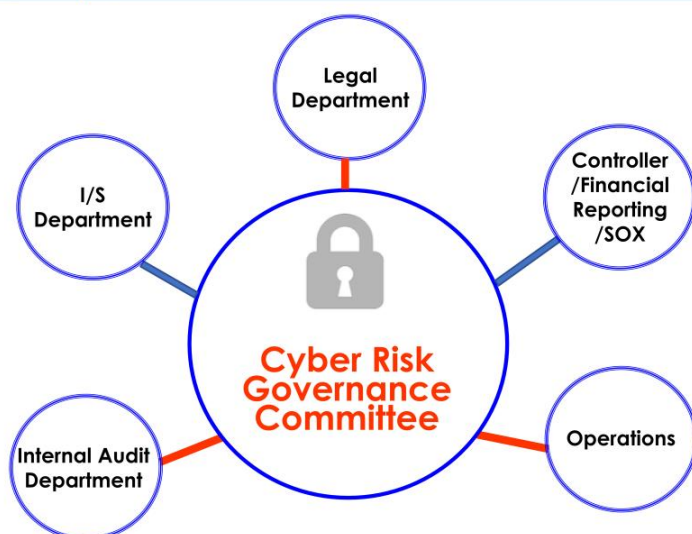 Legal
Department
I/S
Department
Controller
/Financial
Reporting
/SOX
Cyber Risk
Governance
Committee
Internal Audit
Department
Operations